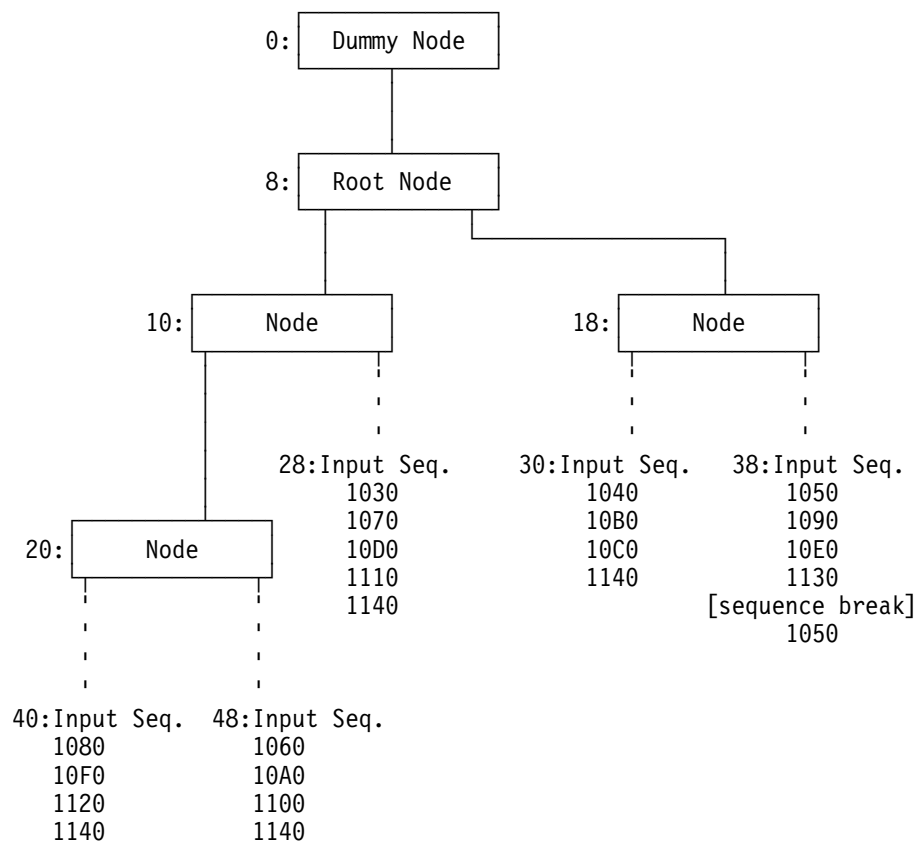 0: Dummy Node
8: Root Node
10: Node
18: Node
28:Input Seq.
1030
1070
10D0
1110
1140
30:Input Seq.
1040
10B0
10C0
1140
38:Input Seq.
1050
1090
10E0
1130
[sequence break]
1050
20: Node
40:Input Seq.
1080
10F0
1120
1140
48:Input Seq.
1060
10A0
1100
1140